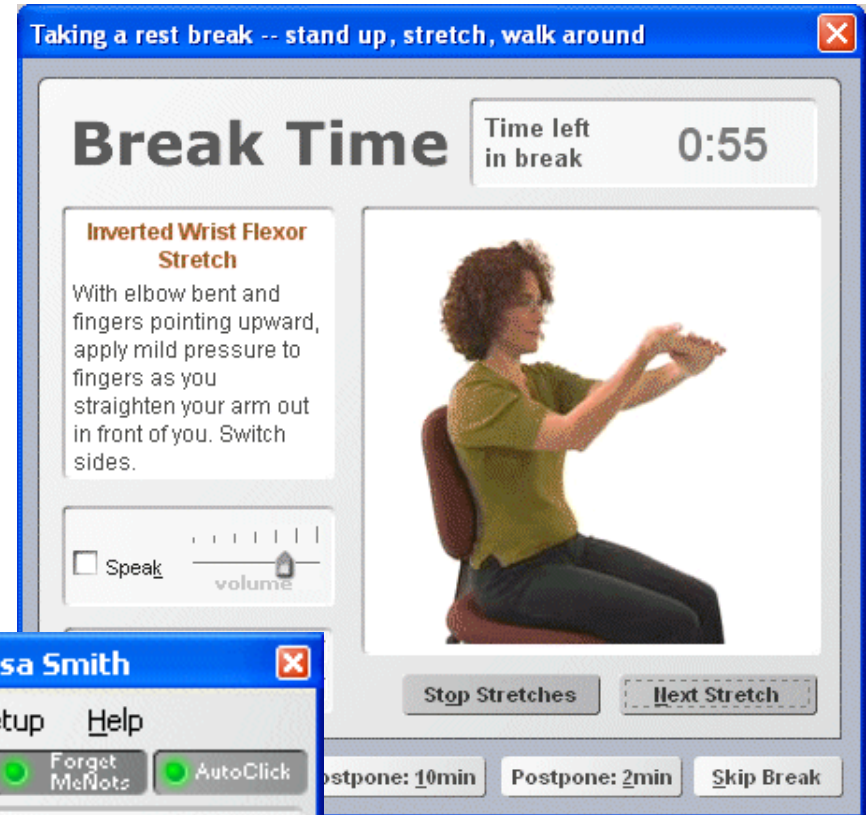 Taking a rest break -- stand up, stretch, walk around
Break Time
Time left
in break
0:55
Inverted Wrist Flexor
Stretch
With elbow bent and
fingers pointing upward,
apply mild pressure to
fingers as you
straighten your arm out
in front of you. Switch
sides.
Speak
volume
Stop Stretches
Next Stretch
Smith
Help
Forget
MeNots
AutoClick
10min
Postpone: 2min
Skip Break